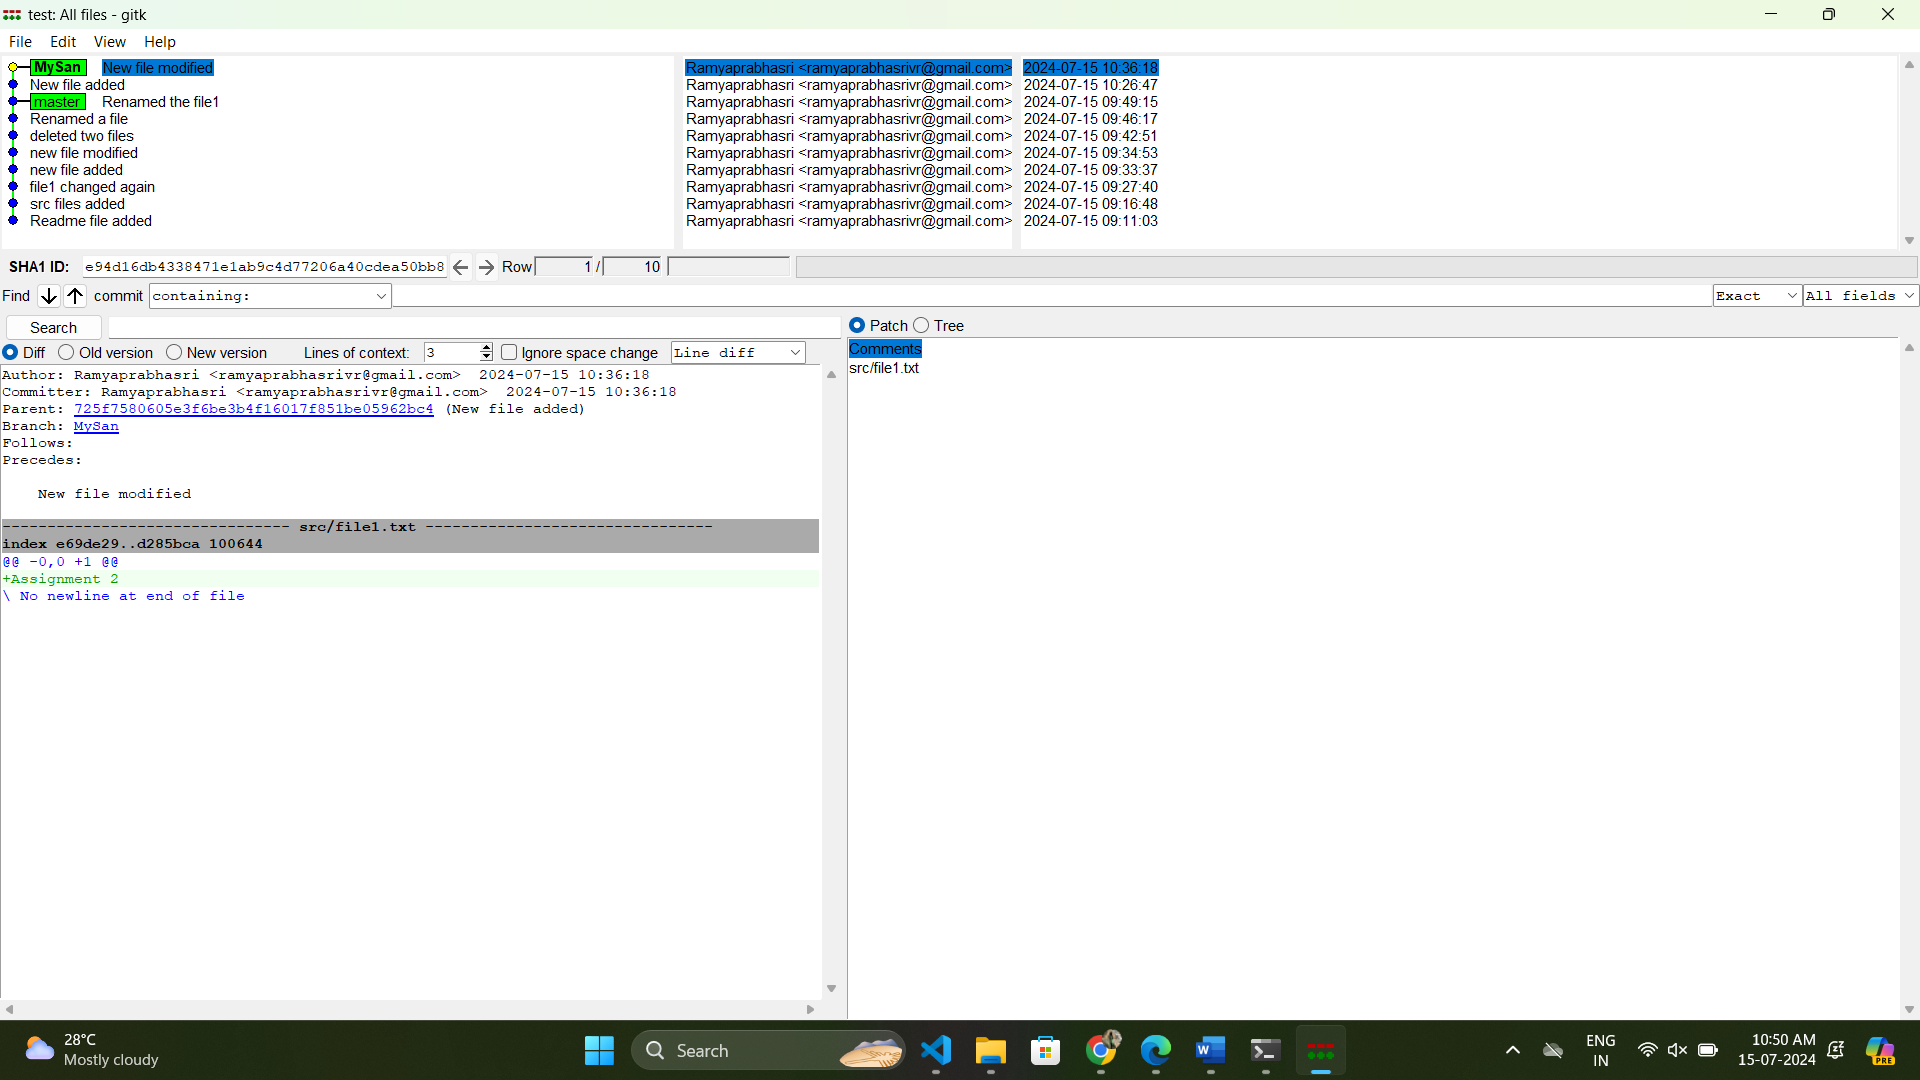 test: All files - gitk
File Edit View Help
MySan New file modified Ramyaprabhasri <ramyaprabhasrivr@gmail.com> 2024-07-15 10:36:18
New file added Ramyaprabhasri <ramyaprabhasrivr@gmail.com> 2024-07-15 10:26:47
master Renamed the file1 Ramyaprabhasri <ramyaprabhasrivr@gmail.com> 2024-07-15 09:49:15
Renamed a file Ramyaprabhasri <ramyaprabhasrivr@gmail.com> 2024-07-15 09:46:17
deleted two files Ramyaprabhasri <ramyaprabhasrivr@gmail.com> 2024-07-15 09:42:51
new file modified Ramyaprabhasri <ramyaprabhasrivr@gmail.com> 2024-07-15 09:34:53
new file added Ramyaprabhasri <ramyaprabhasrivr@gmail.com> 2024-07-15 09:33:37
file1 changed again Ramyaprabhasri <ramyaprabhasrivr@gmail.com> 2024-07-15 09:27:40
src files added Ramyaprabhasri <ramyaprabhasrivr@gmail.com> 2024-07-15 09:16:48
Readme file added Ramyaprabhasri <ramyaprabhasrivr@gmail.com> 2024-07-15 09:11:03
SHA1 ID: e94d16db4338471e1ab9c4d77206a40cdea50bb8 Row 1 / 10
Find commit containing: Exact All fields
Search
Patch Tree
Diff Old version New version Lines of context: 3 Ignore space change Line diff
Comments
src/file1.txt
Author: Ramyaprabhasri <ramyaprabhasrivr@gmail.com> 2024-07-15 10:36:18
Committer: Ramyaprabhasri <ramyaprabhasrivr@gmail.com> 2024-07-15 10:36:18
Parent: 725f7580605e3f6be3b4f16017f851be05962bc4 (New file added)
Branch: MySan
Follows:
Precedes:
New file modified
-------------------------------- src/file1.txt --------------------------------
index e69de29..d285bca 100644
@@ -0,0 +1 @@
+Assignment 2
\ No newline at end of file
28°C
Mostly cloudy
Search
ENG
IN
10:50 AM
15-07-2024
PRE